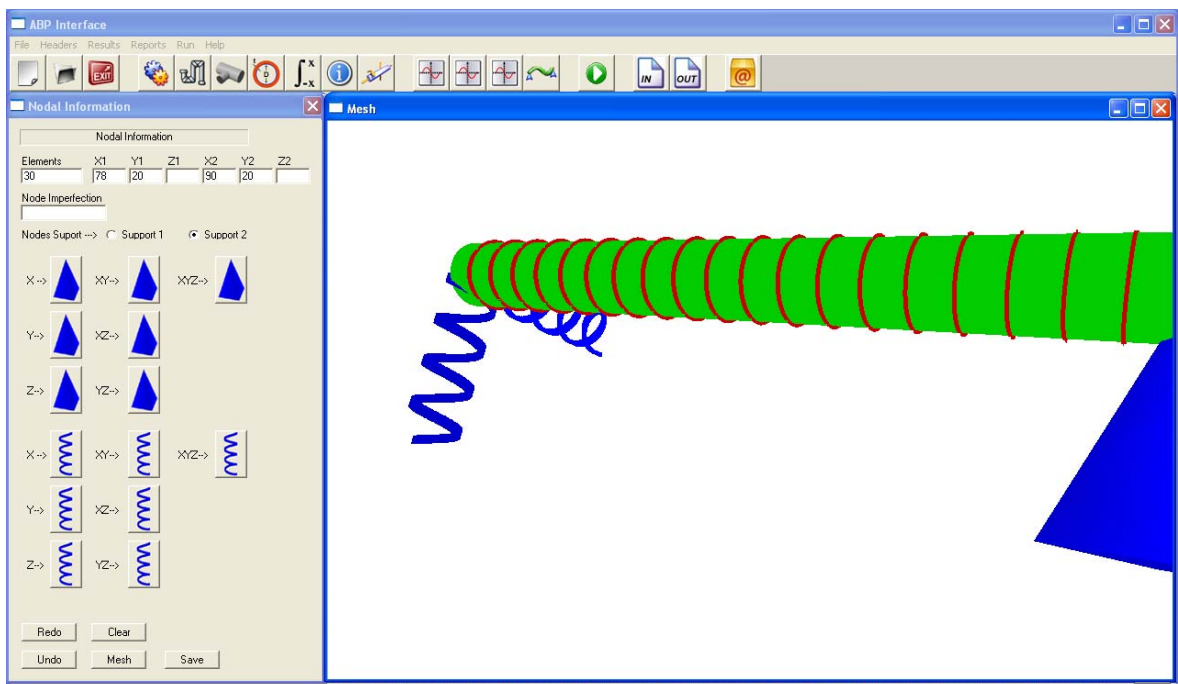 ABP Interface
File Headers Results Reports Run Help
EXIT X -X IN OUT @
Nodal Information
Mesh
Nodal Information
Elements X1 Y1 Z1 X2 Y2 Z2
30 78 20 90 20
Node Imperfection
Nodes Suport ---> Support 1 Support 2
X --> XY--> XYZ-->
Y--> XZ-->
Z--> YZ-->
X --> XY--> XYZ-->
Y--> XZ-->
Z--> YZ-->
Redo Clear
Undo Mesh Save